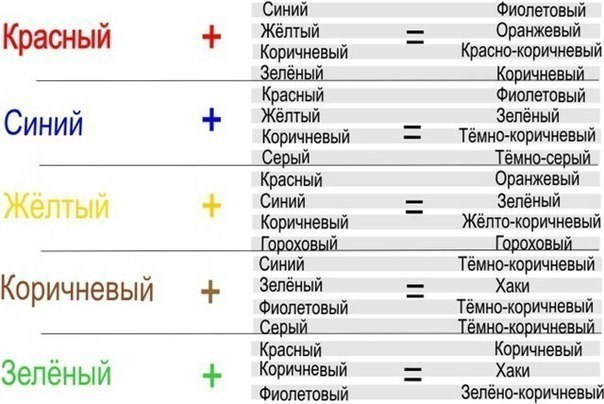 Красный + Синий = Фиолетовый
Жёлтый Оранжевый
Коричневый Красно-коричневый
Зелёный Коричневый
Синий + Красный = Фиолетовый
Жёлтый Зелёный
Коричневый Тёмно-коричневый
Серый Тёмно-серый
Жёлтый + Красный = Оранжевый
Синий Зелёный
Коричневый Жёлто-коричневый
Гороховый Гороховый
Коричневый + Синий = Тёмно-коричневый
Зелёный Хаки
Фиолетовый Тёмно-коричневый
Серый Тёмно-коричневый
Зелёный + Красный = Коричневый
Коричневый Хаки
Фиолетовый Зелёно-коричневый